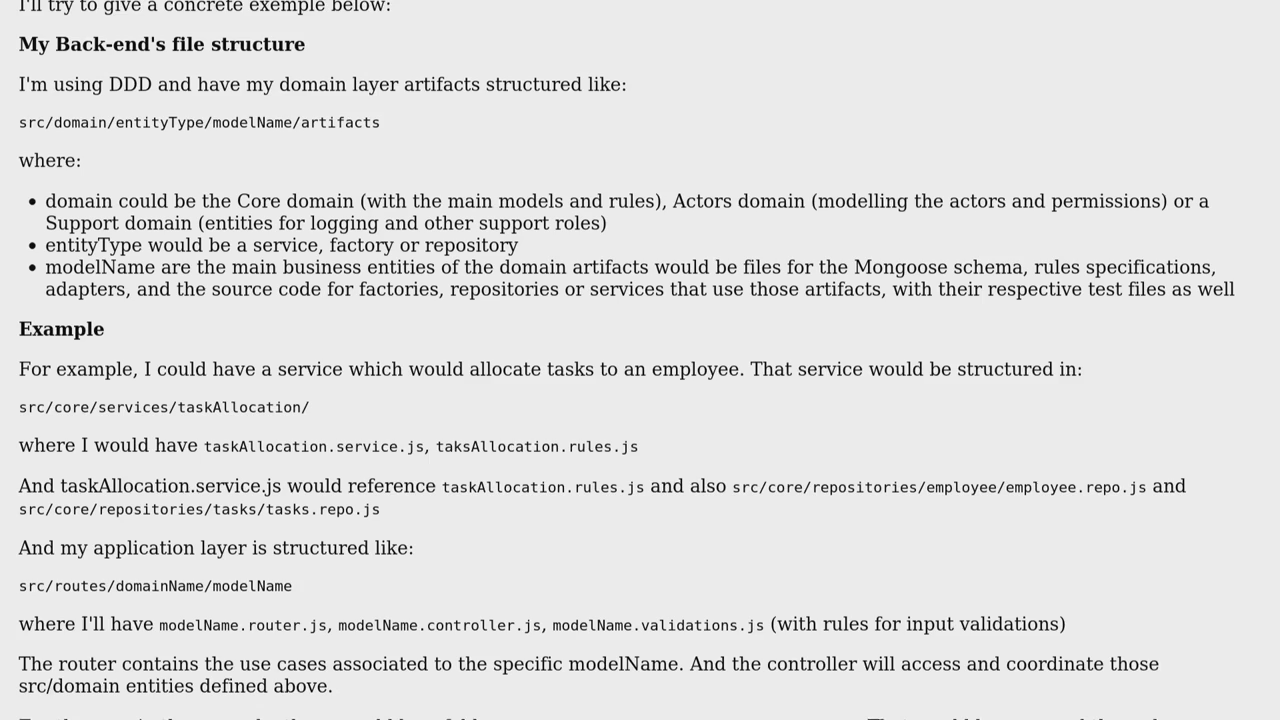 I'll try to give a concrete exemple below:
My Back-end's file structure
I'm using DDD and have my domain layer artifacts structured like:
src/domain/entityType/modelName/artifacts
where:
• domain could be the Core domain (with the main models and rules), Actors domain (modelling the actors and permissions) or a
Support domain (entities for logging and other support roles)
• entityType would be a service, factory or repository
• modelName are the main business entities of the domain artifacts would be files for the Mongoose schema, rules specifications,
adapters, and the source code for factories, repositories or services that use those artifacts, with their respective test files as well
Example
For example, I could have a service which would allocate tasks to an employee. That service would be structured in:
src/core/services/taskAllocation/
where I would have taskAllocation.service.js, taksAllocation.rules.js
And taskAllocation.service.js would reference taskAllocation.rules.js and also src/core/repositories/employee/employee.repo.js and
src/core/repositories/tasks/tasks.repo.js
And my application layer is structured like:
src/routes/domainName/modelName
where I'll have modelName.router.js, modelName.controller.js, modelName.validations.js (with rules for input validations)
The router contains the use cases associated to the specific modelName. And the controller will access and coordinate those
src/domain entities defined above.